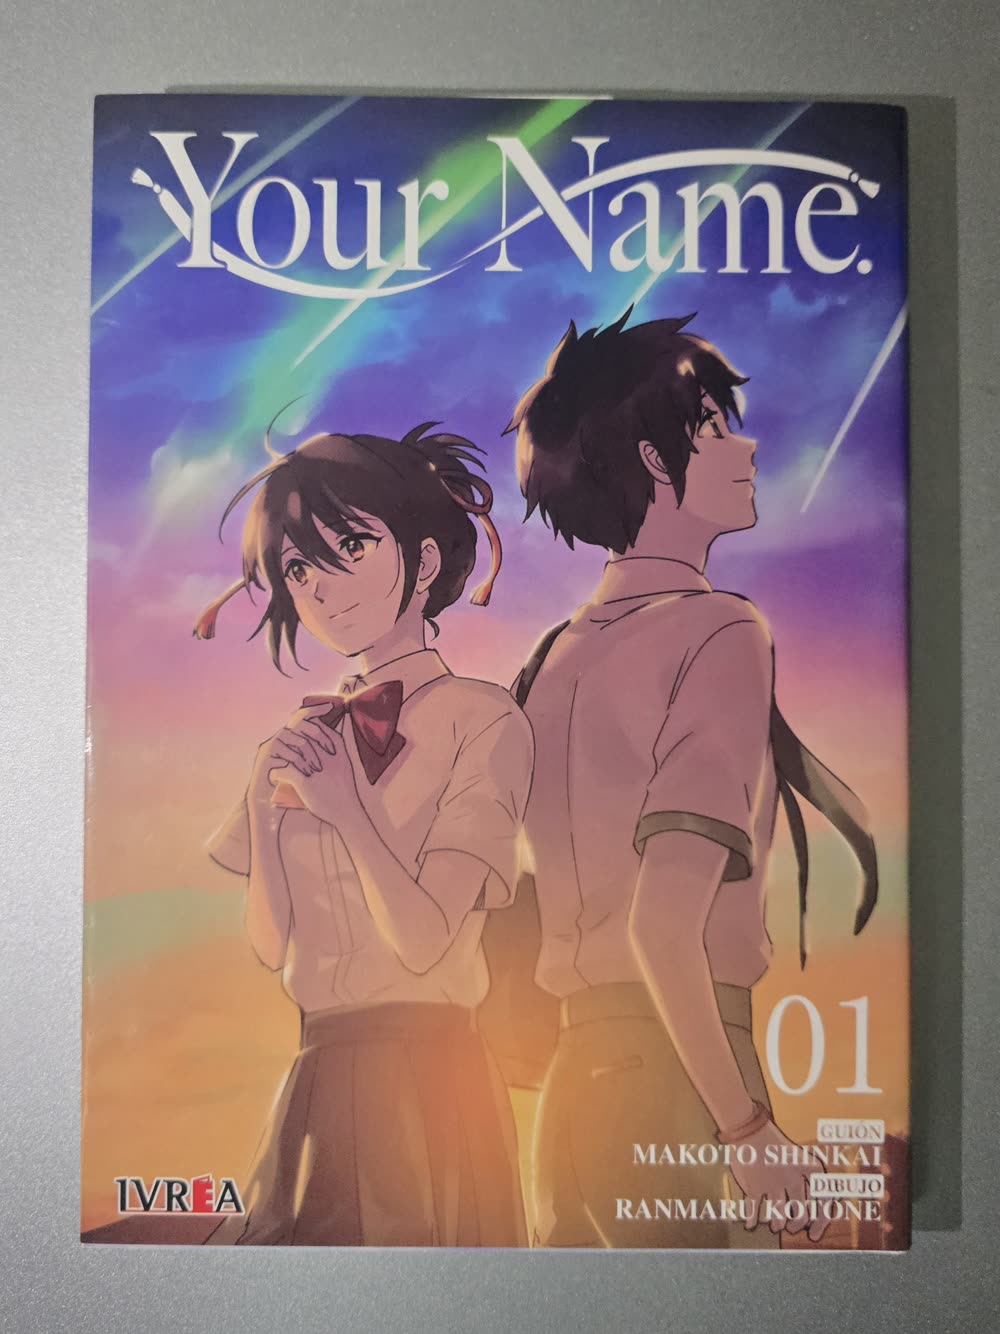 Your Name.
01
GUIÓN
MAKOTO SHINKAI
DIBUJO
RANMARU KOTONE
IVRÉA